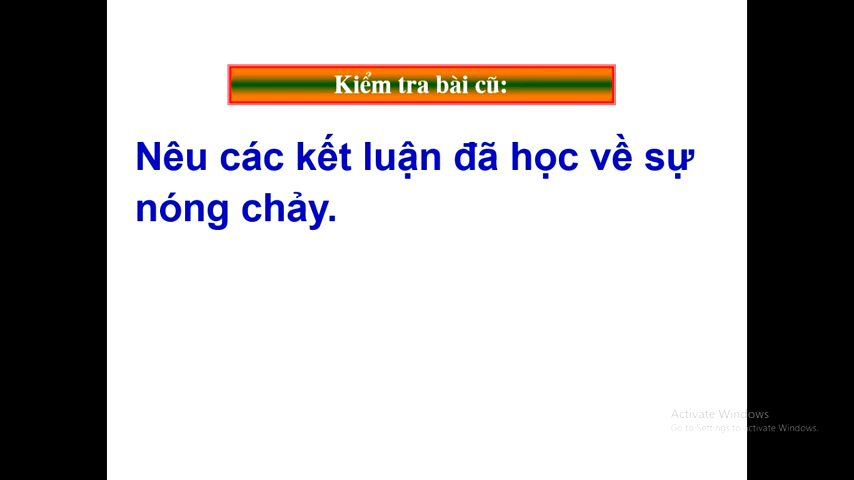 Kiểm tra bài cũ:
Nêu các kết luận đã học về sự
nóng chảy.
Activate Windows
Go to Settings to activate Windows.